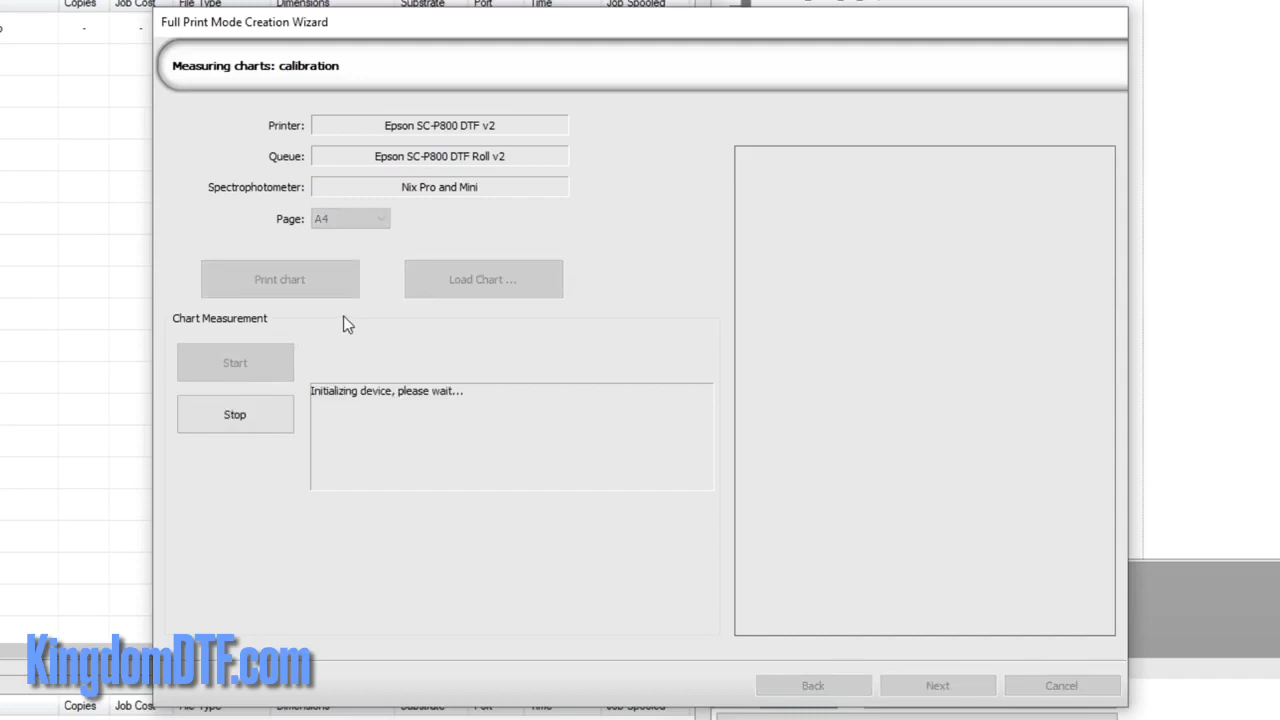 Copies Job Cost File Type Dimensions Substrate Port Time Job Spooled
- -
Full Print Mode Creation Wizard
Measuring charts: calibration
Printer: Epson SC-P800 DTF v2
Queue: Epson SC-P800 DTF Roll v2
Spectrophotometer: Nix Pro and Mini
Page: A4
Print chart Load Chart ...
Chart Measurement
Start
Initializing device, please wait...
Stop
KingdomDTF.com
Back Next Cancel
Copies Job Cost File Type Dimensions Substrate Port Time Job Spooled